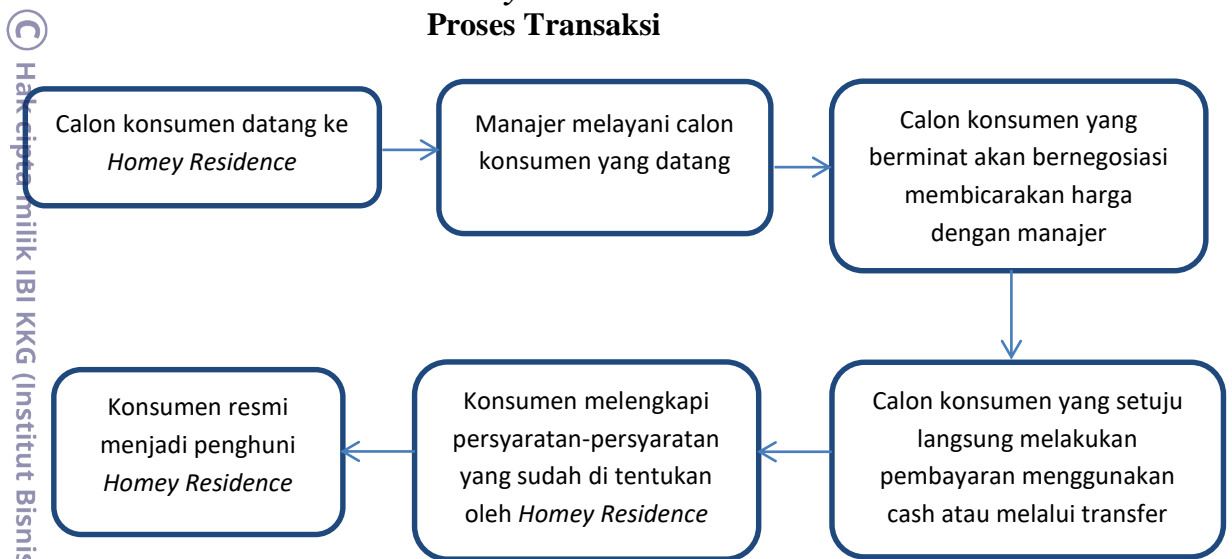 Proses Transaksi
Calon konsumen datang ke
Homey Residence
Manajer melayani calon
konsumen yang datang
Calon konsumen yang
berminat akan bernegosiasi
membicarakan harga
dengan manajer
Calon konsumen yang setuju
langsung melakukan
pembayaran menggunakan
cash atau melalui transfer
Konsumen melengkapi
persyaratan-persyaratan
yang sudah di tentukan
oleh Homey Residence
Konsumen resmi
menjadi penghuni
Homey Residence
© Hak cipta milik IBI KKG (Institut Bisnis